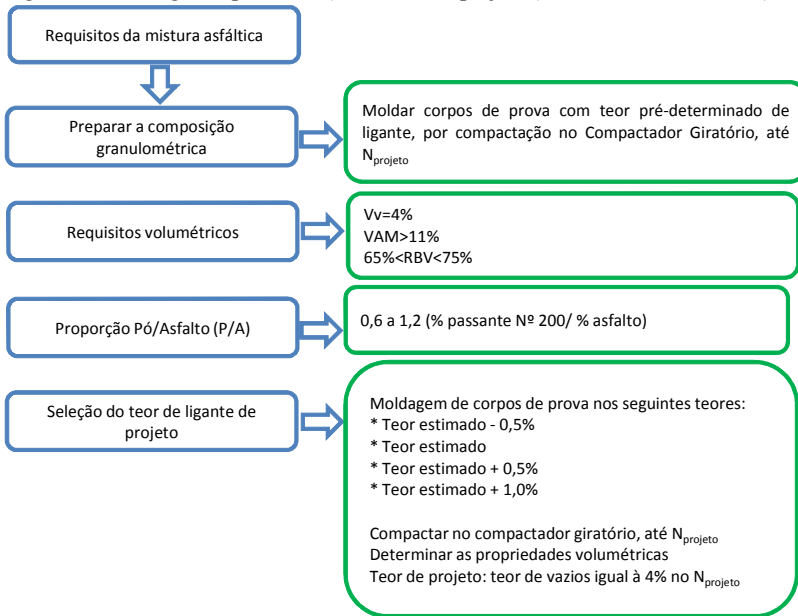 Requisitos da mistura asfáltica
Preparar a composição
granulométrica
Moldar corpos de prova com teor pré-determinado de
ligante, por compactação no Compactador Giratório, até
Nprojeto
Requisitos volumétricos
Vv=4%
VAM>11%
65%<RBV<75%
Proporção Pó/Asfalto (P/A)
0,6 a 1,2 (% passante Nº 200/ % asfalto)
Seleção do teor de ligante de
projeto
Moldagem de corpos de prova nos seguintes teores:
* Teor estimado - 0,5%
* Teor estimado
* Teor estimado + 0,5%
* Teor estimado + 1,0%
Compactar no compactador giratório, até Nprojeto
Determinar as propriedades volumétricas
Teor de projeto: teor de vazios igual à 4% no Nprojeto